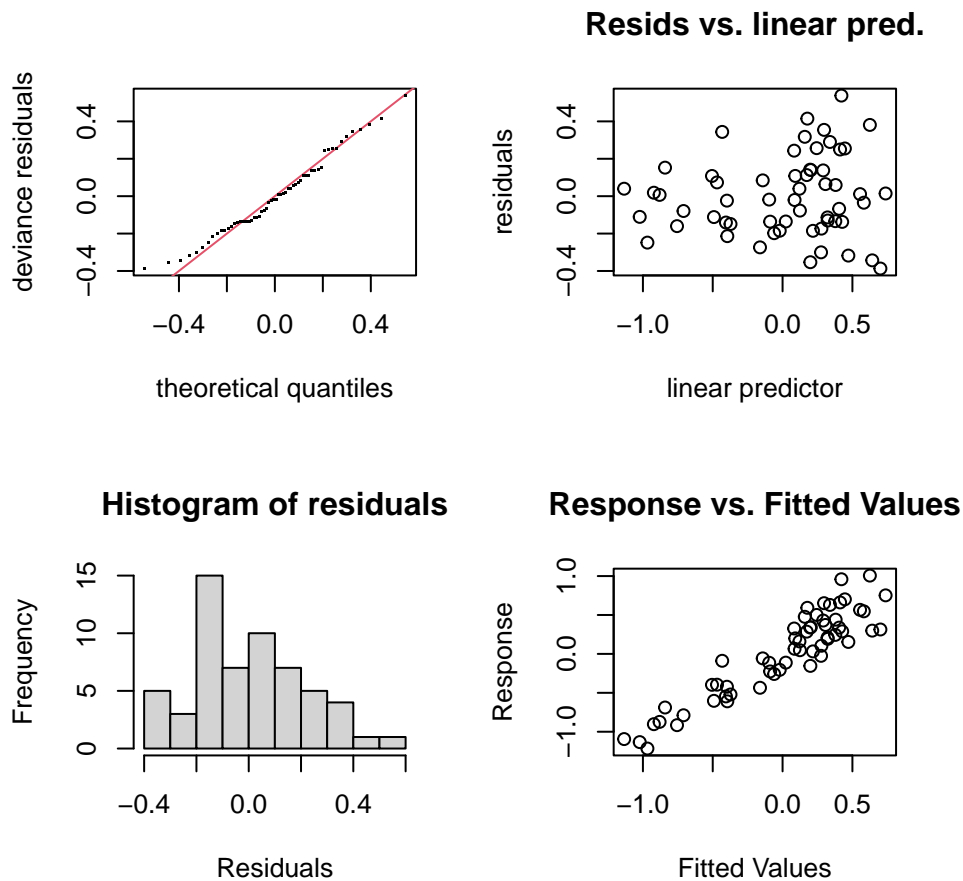 deviance residuals
0.4
0.0
−0.4
−0.4
0.0
0.4
theoretical quantiles
Resids vs. linear pred.
residuals
0.4
0.0
−0.4
−1.0
0.0
0.5
linear predictor
Histogram of residuals
Frequency
15
10
5
0
−0.4
0.0
0.4
Residuals
Response vs. Fitted Values
Response
1.0
0.0
−1.0
−1.0
0.0
0.5
Fitted Values